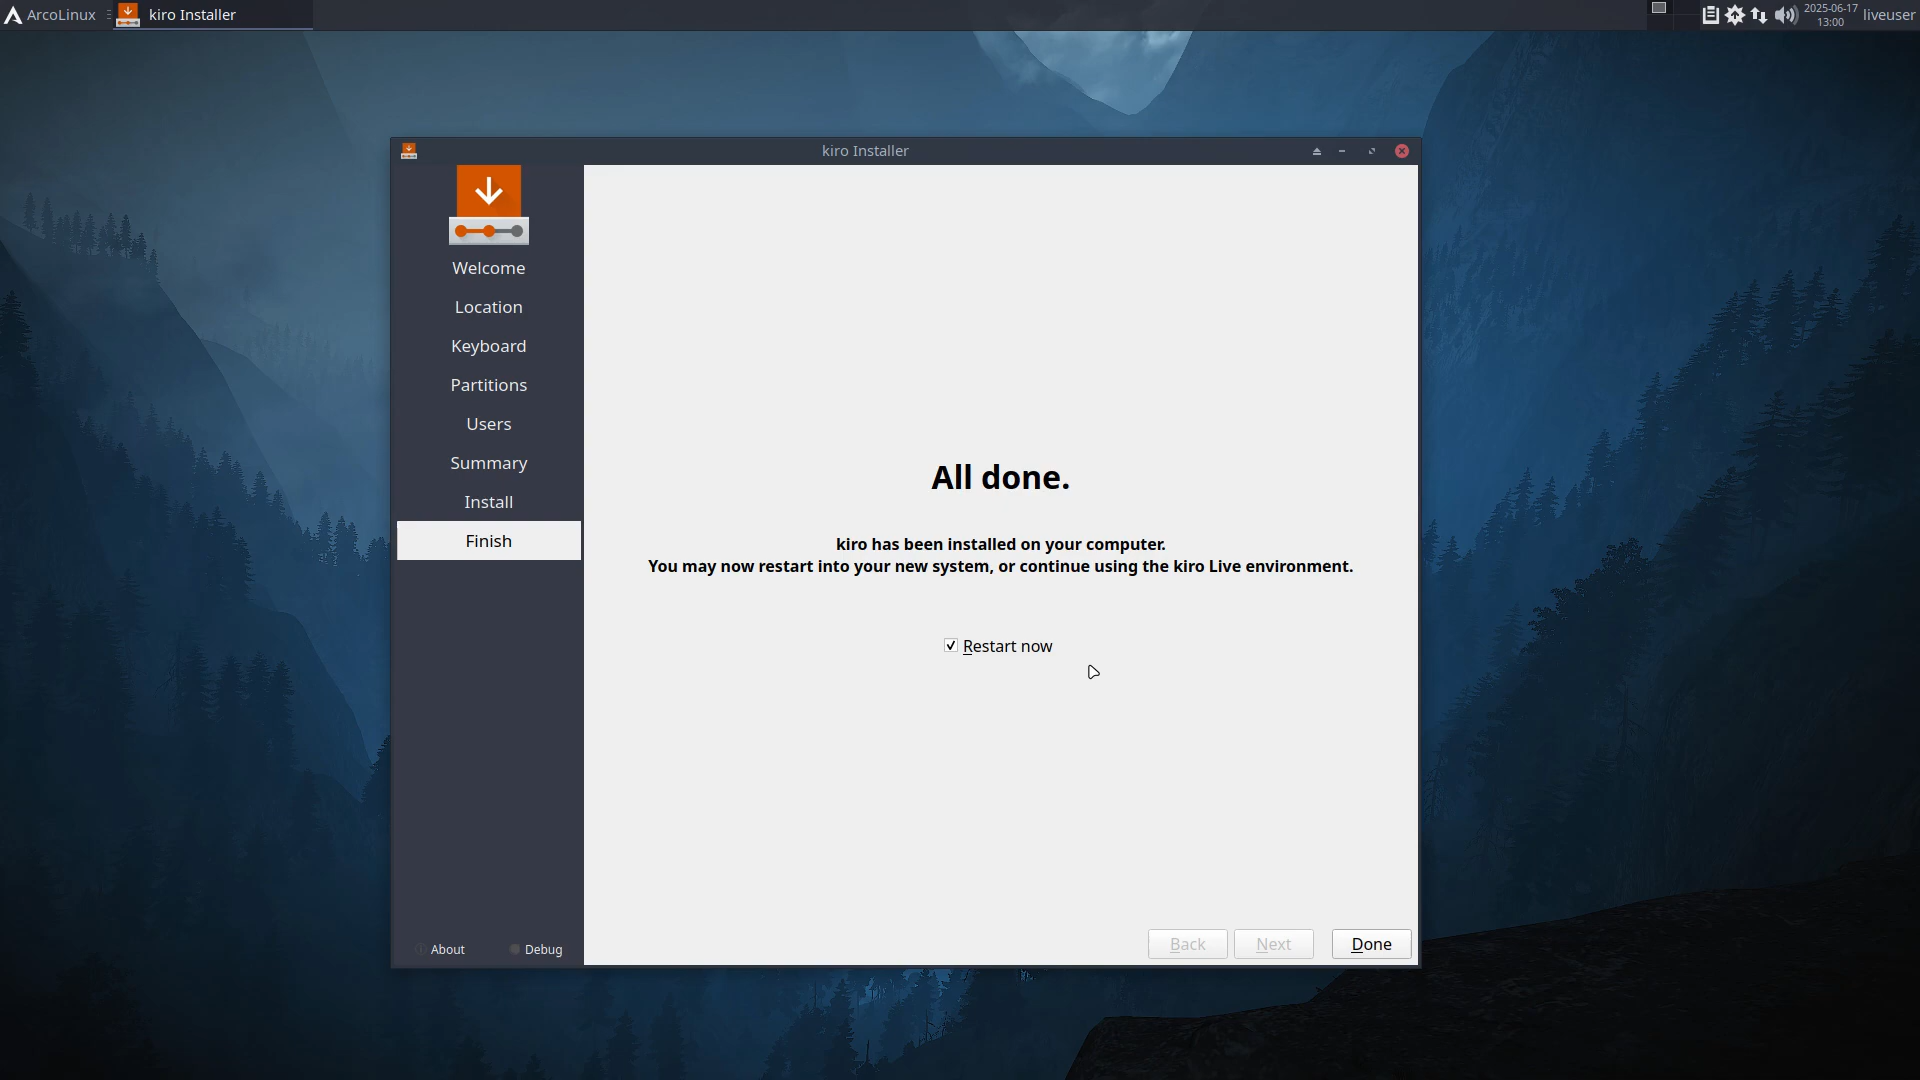 ArcoLinux
kiro Installer
2025-06-17
13:00
liveuser
kiro Installer
Welcome
Location
Keyboard
Partitions
Users
Summary
Install
Finish
All done.
kiro has been installed on your computer.
You may now restart into your new system, or continue using the kiro Live environment.
Restart now
About
Debug
Back
Next
Done